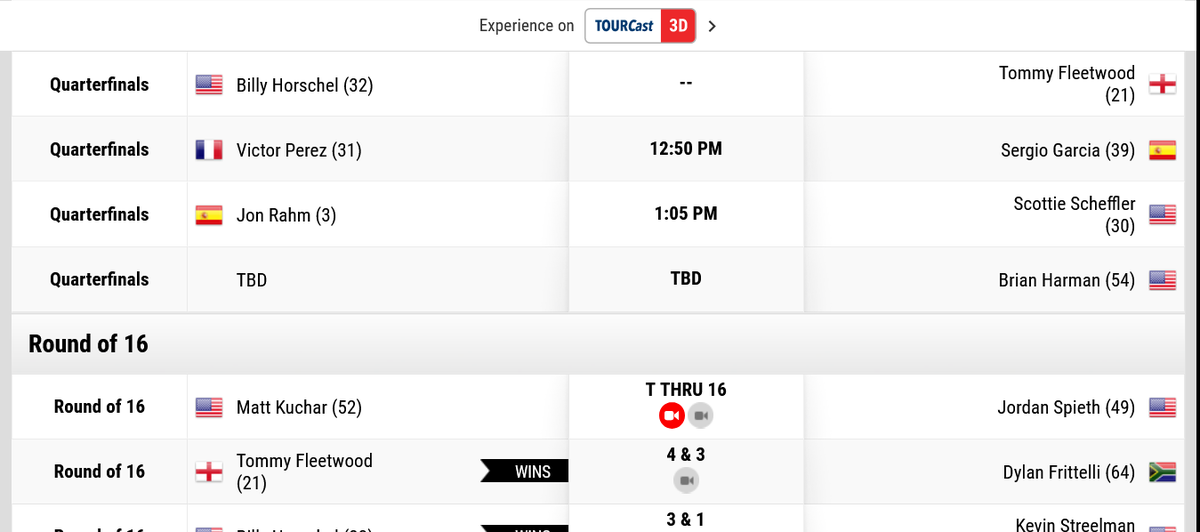 Experience on TOURCast 3D
Quarterfinals Billy Horschel (32) -- Tommy Fleetwood
(21)
Quarterfinals Victor Perez (31) 12:50 PM Sergio Garcia (39)
Quarterfinals Jon Rahm (3) 1:05 PM Scottie Scheffler
(30)
Quarterfinals TBD TBD Brian Harman (54)
Round of 16
Round of 16 Matt Kuchar (52) T THRU 16 Jordan Spieth (49)
Round of 16 Tommy Fleetwood
(21) WINS 4 & 3 Dylan Frittelli (64)
3 & 1 Kevin Streelman